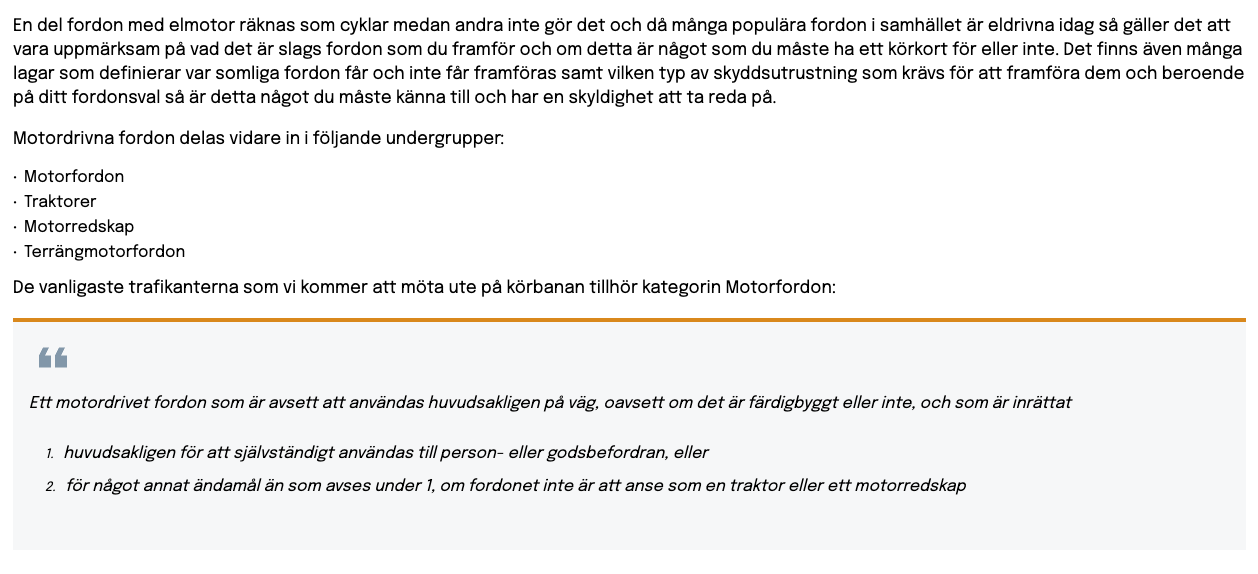 En del fordon med elmotor räknas som cyklar medan andra inte gör det och då många populära fordon i samhället är eldrivna idag så gäller det att
vara uppmärksam på vad det är slags fordon som du framför och om detta är något som du måste ha ett körkort för eller inte. Det finns även många
lagar som definierar var somliga fordon får och inte får framföras samt vilken typ av skyddsutrustning som krävs för att framföra dem och beroende
på ditt fordonsval så är detta något du måste känna till och har en skyldighet att ta reda på.
Motordrivna fordon delas vidare in i följande undergrupper:
· Motorfordon
· Traktorer
· Motorredskap
· Terrängmotorfordon
De vanligaste trafikanterna som vi kommer att möta ute på körbanan tillhör kategorin Motorfordon:
“
Ett motordrivet fordon som är avsett att användas huvudsakligen på väg, oavsett om det är färdigbyggt eller inte, och som är inrättat
1. huvudsakligen för att självständigt användas till person- eller godsbefordran, eller
2. för något annat ändamål än som avses under 1, om fordonet inte är att anse som en traktor eller ett motorredskap